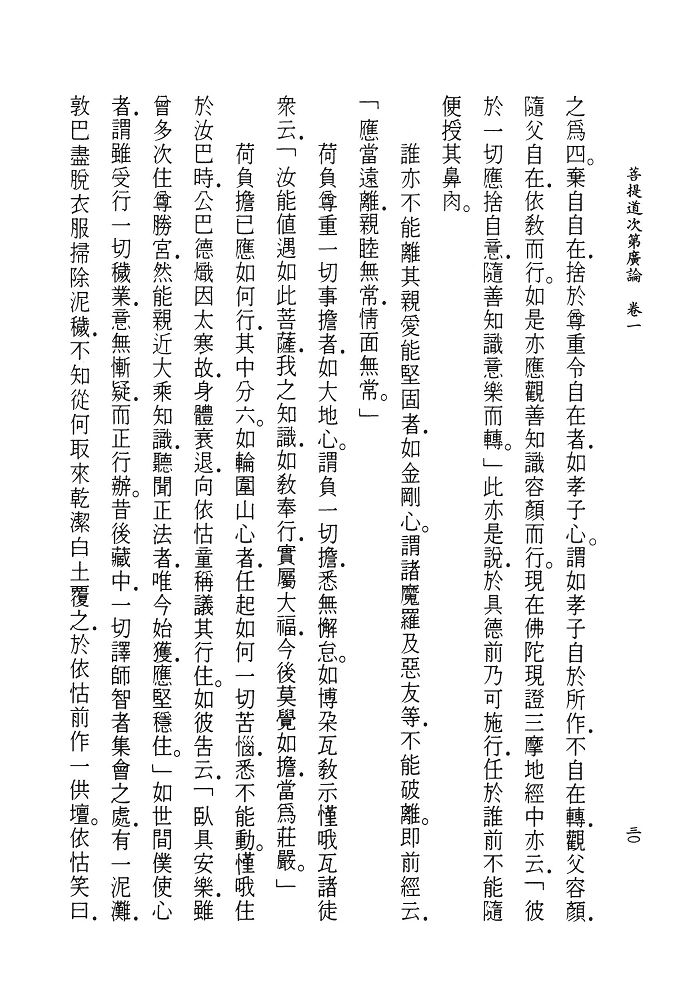 菩提道次第廣論　卷一
三〇
之爲四。棄自自在．捨於尊重令自在者．如孝子心。謂如孝子自於所作．不自在轉．觀父容顏．
隨父自在．依教而行。如是亦應觀善知識容顏而行。現在佛陀現證三摩地經中亦云．「彼
於一切應捨自意．隨善知識意樂而轉。」此亦是說．於具德前乃可施行．任於誰前不能隨
便授其鼻肉。
誰亦不能離其親愛能堅固者．如金剛心。謂諸魔羅及惡友等．不能破離。即前經云．
「應當遠離．親睦無常．情面無常。」
荷負尊重一切事擔者．如大地心。謂負一切擔．悉無懈怠。如博朶瓦教示慬哦瓦諸徒
衆云．「汝能值遇如此菩薩．我之知識．如教奉行．實屬大福．今後莫覺如擔．當爲莊嚴。」
荷負擔已應如何行．其中分六。如輪圍山心者．任起如何一切苦惱．悉不能動。慬哦住
於汝巴時．公巴德熾因太寒故．身體衰退．向依怙童稱議其行住。如彼告云．「臥具安樂．雖
曾多次住尊勝宮．然能親近大乘知識．聽聞正法者．唯今始獲．應堅穩住。」如世間僕使心
者．謂雖受行一切穢業．意無慚疑．而正行辦。昔後藏中．一切譯師智者集會之處．有一泥灘．
敦巴盡脫衣服掃除泥穢．不知從何取來乾潔白土覆之．於依怙前作一供壇。依怙笑曰．